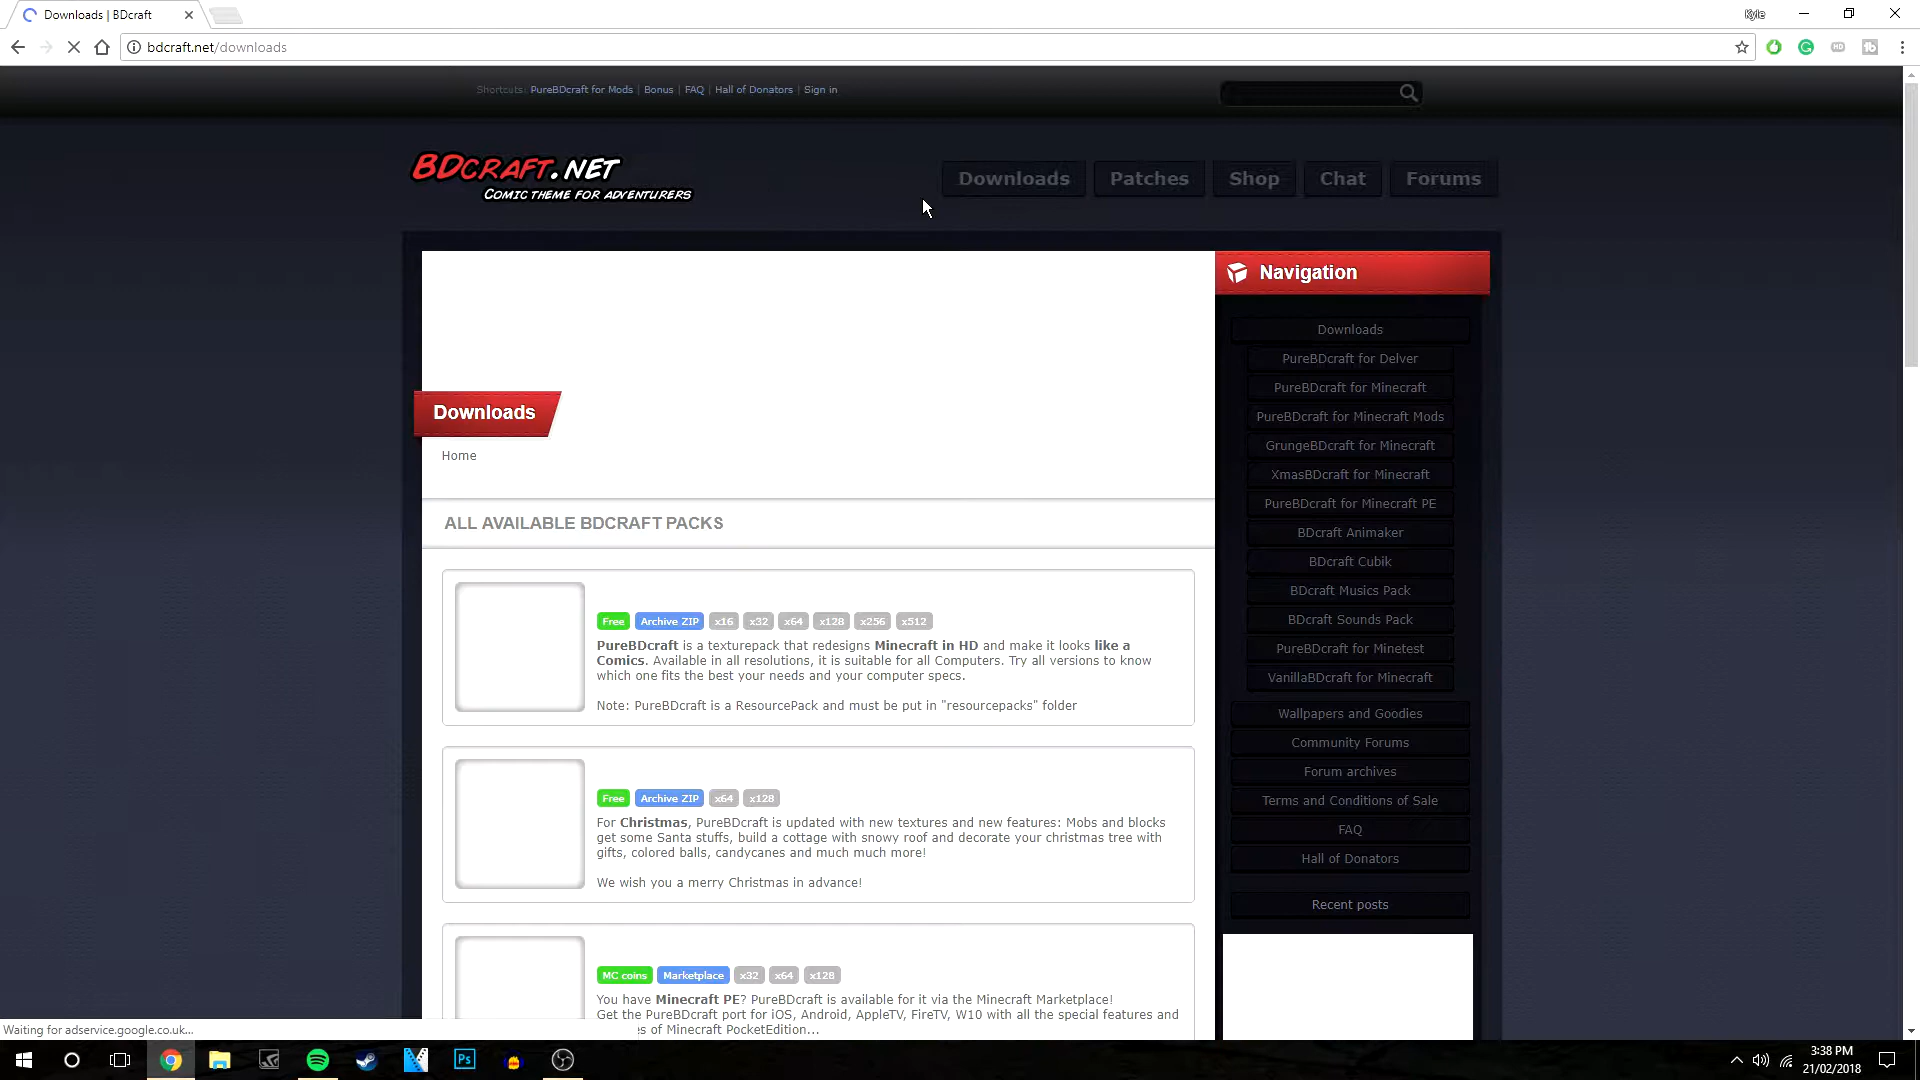 Downloads | BDcraft
Kyle
bdcraft.net/downloads
Shortcuts: PureBDcraft for Mods | Bonus | FAQ | Hall of Donators | Sign in
BDcraft.net
Comic theme for adventurers
Downloads Patches Shop Chat Forums
Navigation
Downloads
PureBDcraft for Delver
PureBDcraft for Minecraft
PureBDcraft for Minecraft Mods
GrungeBDcraft for Minecraft
XmasBDcraft for Minecraft
PureBDcraft for Minecraft PE
BDcraft Animaker
BDcraft Cubik
BDcraft Musics Pack
BDcraft Sounds Pack
PureBDcraft for Minetest
VanillaBDcraft for Minecraft
Wallpapers and Goodies
Community Forums
Forum archives
Terms and Conditions of Sale
FAQ
Hall of Donators
Recent posts
Downloads
Home
ALL AVAILABLE BDCRAFT PACKS
Free Archive ZIP x16 x32 x64 x128 x256 x512
PureBDcraft is a texturepack that redesigns Minecraft in HD and make it looks like a
Comics. Available in all resolutions, it is suitable for all Computers. Try all versions to know
which one fits the best your needs and your computer specs.
Note: PureBDcraft is a ResourcePack and must be put in "resourcepacks" folder
Free Archive ZIP x64 x128
For Christmas, PureBDcraft is updated with new textures and new features: Mobs and blocks
get some Santa stuffs, build a cottage with snowy roof and decorate your christmas tree with
gifts, colored balls, candycanes and much much more!
We wish you a merry Christmas in advance!
MC coins Marketplace x32 x64 x128
You have Minecraft PE? PureBDcraft is available for it via the Minecraft Marketplace!
Get the PureBDcraft port for iOS, Android, AppleTV, FireTV, W10 with all the special features and
es of Minecraft PocketEdition...
Waiting for adservice.google.co.uk...
Ps
3:38 PM
21/02/2018